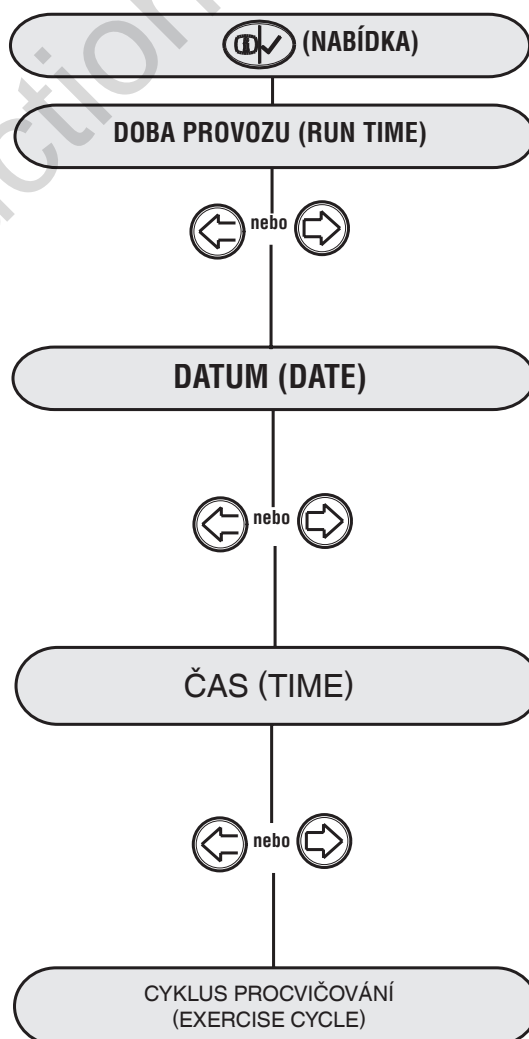 (NABÍDKA)
DOBA PROVOZU (RUN TIME)
nebo
DATUM (DATE)
nebo
ČAS (TIME)
nebo
CYKLUS PROCVIČOVÁNÍ
(EXERCISE CYCLE)